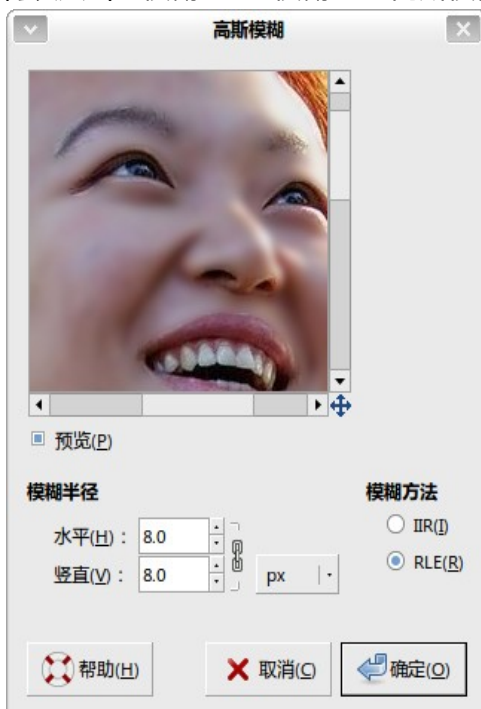 高斯模糊
预览(P)
模糊半径
模糊方法
水平(H)： 8.0
竖直(V)： 8.0
px
IIR(I)
RLE(R)
帮助(H)
取消(C)
确定(O)